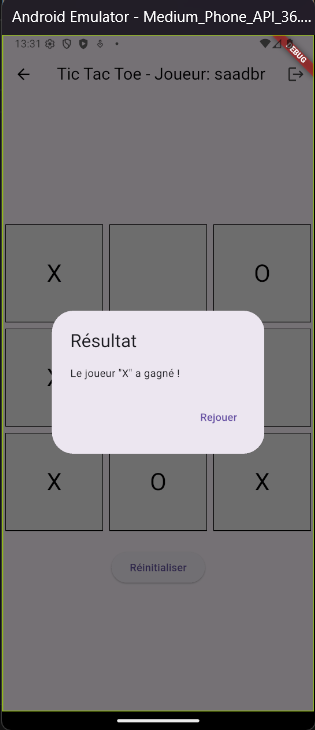 Android Emulator - Medium_Phone_API_36....
13:31
Tic Tac Toe - Joueur: saadbr
DEBUG
X O
Résultat
Le joueur "X" a gagné !
Rejouer
X O X
Réinitialiser